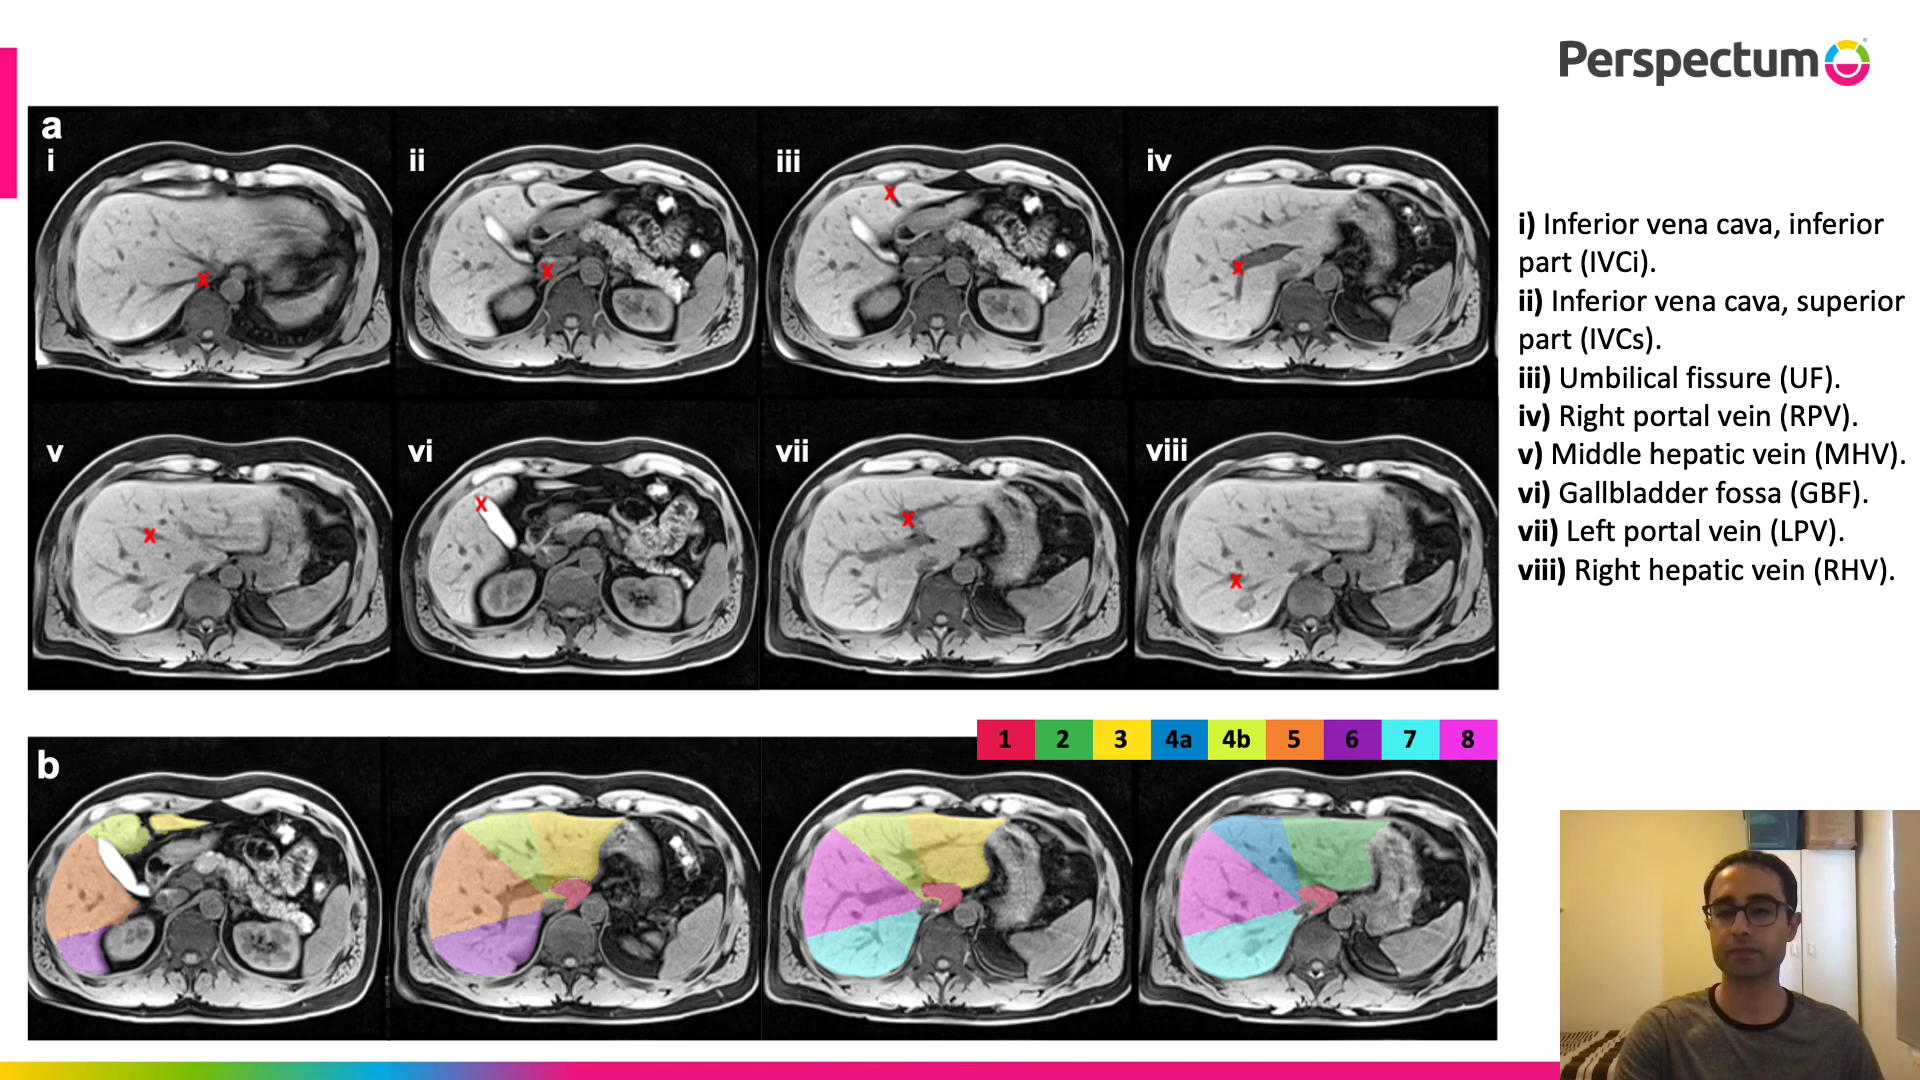 Perspectum
a
i
ii
iii
iv
v
vi
vii
viii
i) Inferior vena cava, inferior
part (IVCi).
ii) Inferior vena cava, superior
part (IVCs).
iii) Umbilical fissure (UF).
iv) Right portal vein (RPV).
v) Middle hepatic vein (MHV).
vi) Gallbladder fossa (GBF).
vii) Left portal vein (LPV).
viii) Right hepatic vein (RHV).
1 2 3 4a 4b 5 6 7 8
b